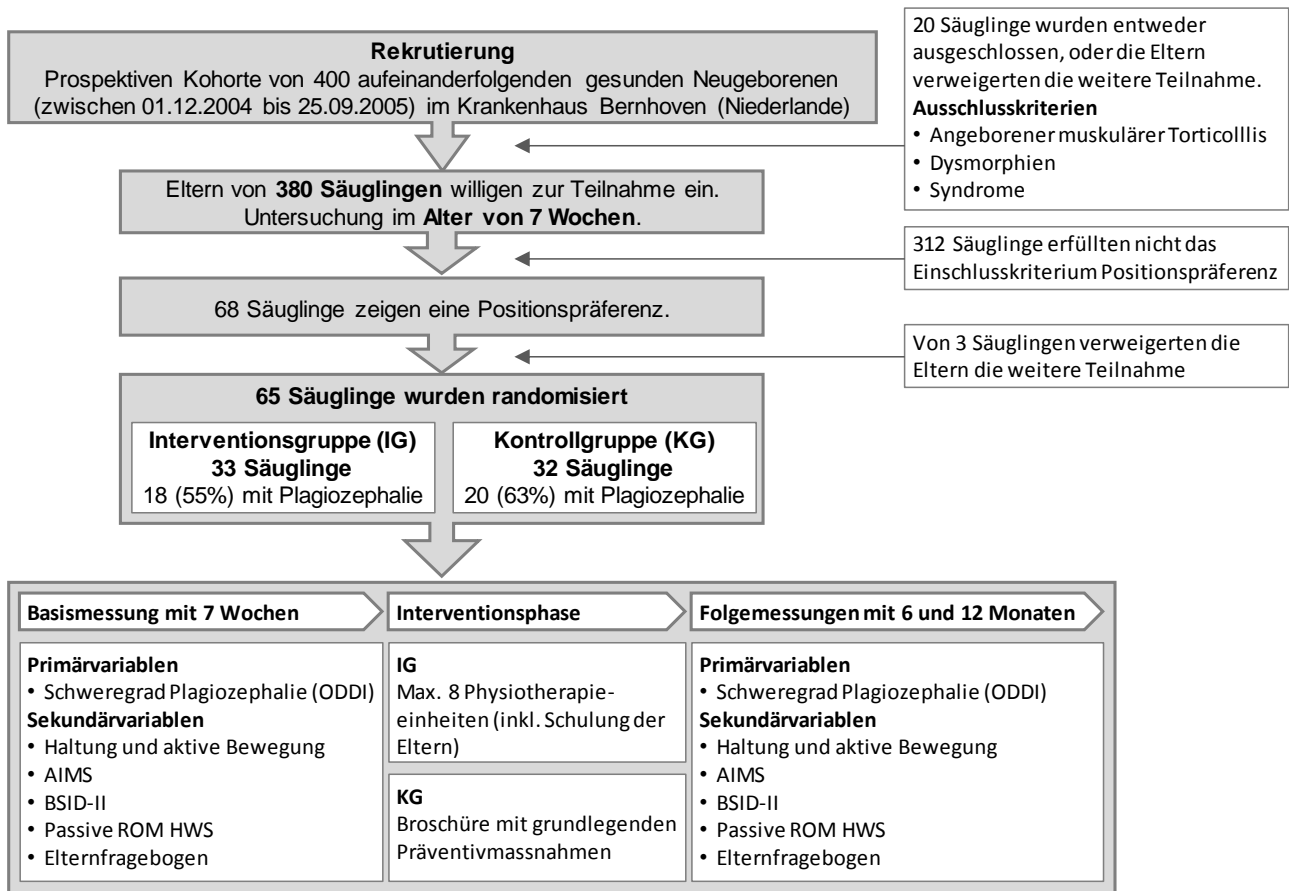 Rekrutierung
Prospektiven Kohorte von 400 aufeinanderfolgenden gesunden Neugeborenen
(zwischen 01.12.2004 bis 25.09.2005) im Krankenhaus Bernhoven (Niederlande)
20 Säuglinge wurden entweder
ausgeschlossen, oder die Eltern
verweigerten die weitere Teilnahme.
Ausschlusskriterien
• Angeborener muskulärer Torticolllis
• Dysmorphien
• Syndrome
Eltern von 380 Säuglingen willigen zur Teilnahme ein.
Untersuchung im Alter von 7 Wochen.
312 Säuglinge erfüllten nicht das
Einschlusskriterium Positionspräferenz
68 Säuglinge zeigen eine Positionspräferenz.
Von 3 Säuglingen verweigerten die
Eltern die weitere Teilnahme
65 Säuglinge wurden randomisiert
Interventionsgruppe (IG)
33 Säuglinge
18 (55%) mit Plagiozephalie
Kontrollgruppe (KG)
32 Säuglinge
20 (63%) mit Plagiozephalie
Basismessung mit 7 Wochen
Primärvariablen
• Schweregrad Plagiozephalie (ODDI)
Sekundärvariablen
• Haltung und aktive Bewegung
• AIMS
• BSID-II
• Passive ROM HWS
• Elternfragebogen
Interventionsphase
IG
Max. 8 Physiotherapie-
einheiten (inkl. Schulung der
Eltern)
KG
Broschüre mit grundlegenden
Präventivmassnahmen
Folgemessungen mit 6 und 12 Monaten
Primärvariablen
• Schweregrad Plagiozephalie (ODDI)
Sekundärvariablen
• Haltung und aktive Bewegung
• AIMS
• BSID-II
• Passive ROM HWS
• Elternfragebogen